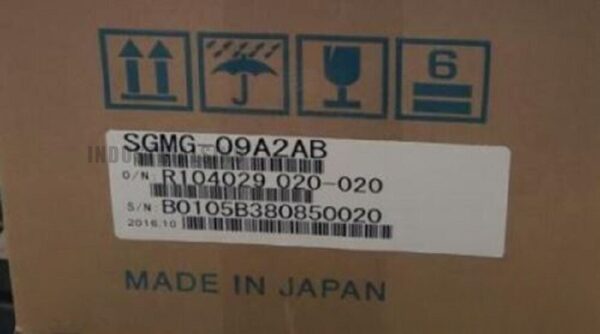 6
SGMG-09A2AB
O/N R104029 020-020
S/N B0105B380850020
2016.10
MADE IN JAPAN